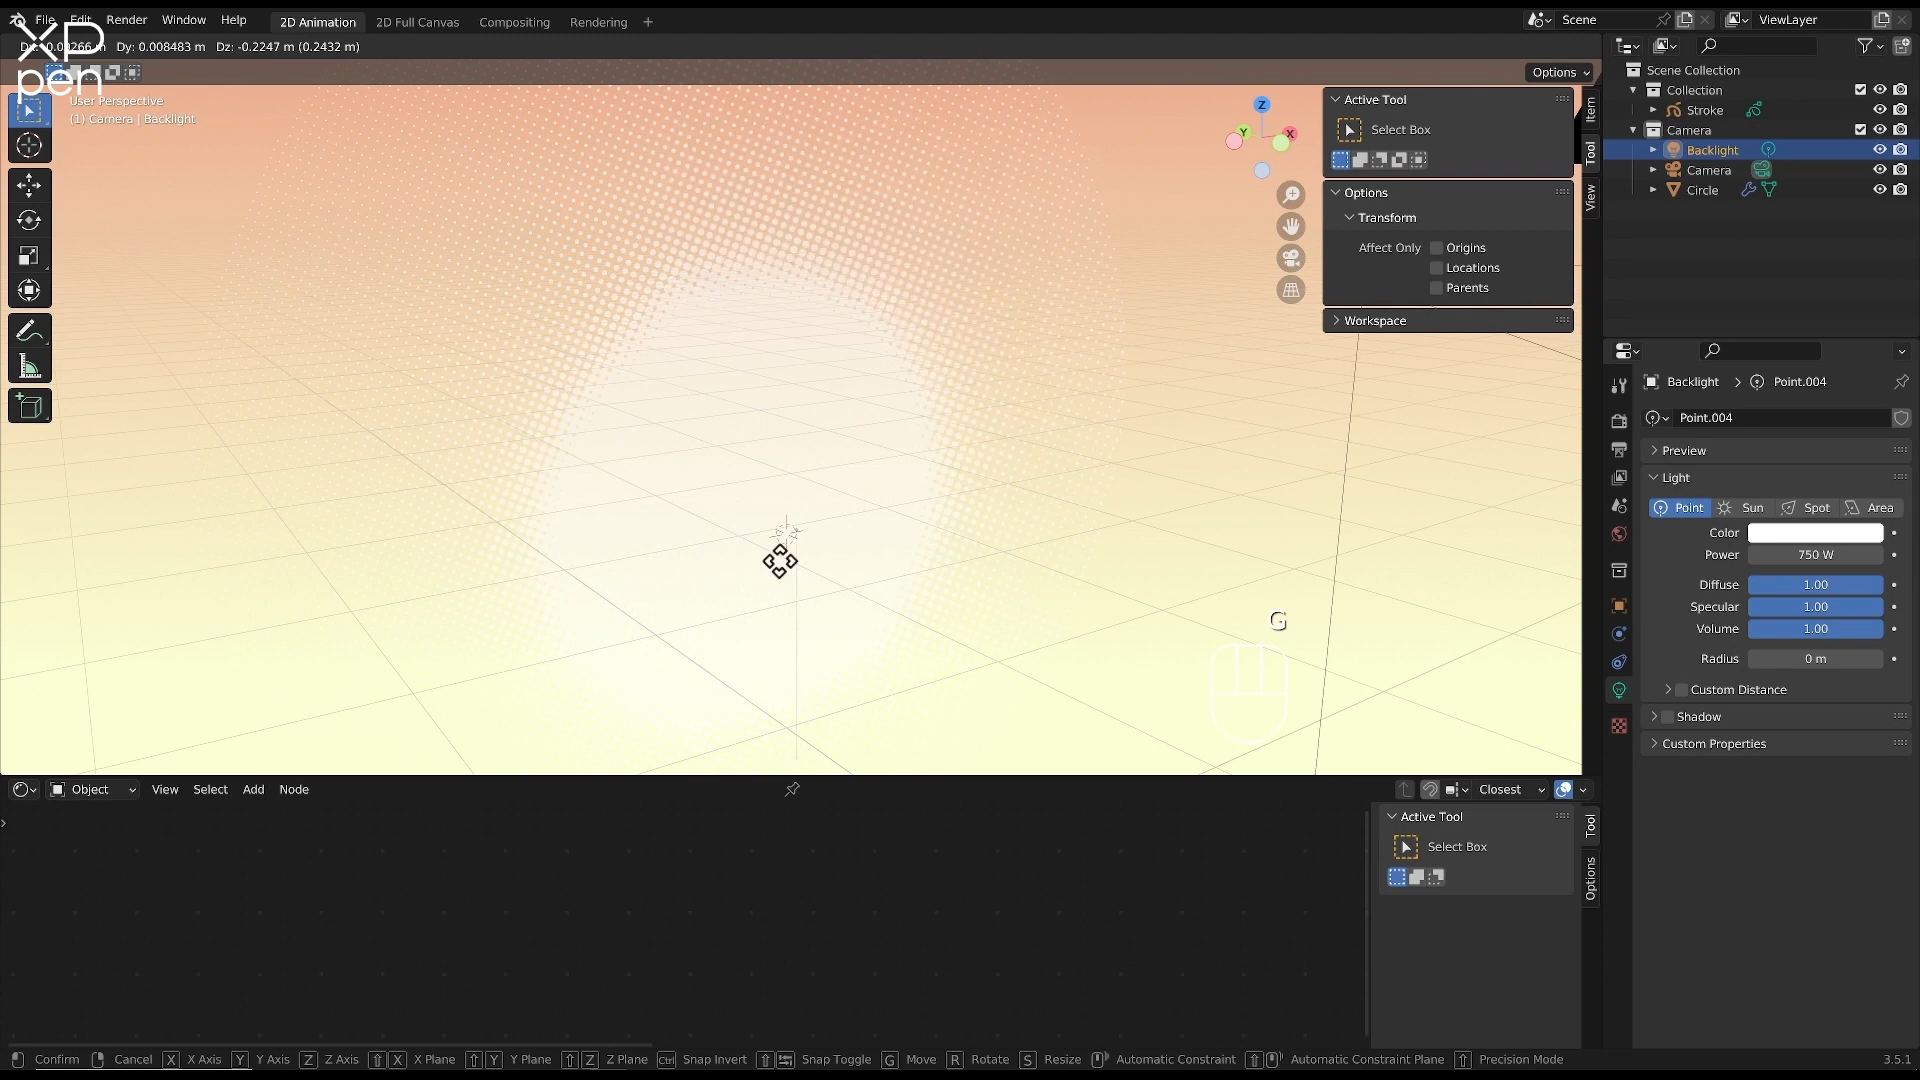 File Edit Render Window Help 2D Animation 2D Full Canvas Compositing Rendering Scene ViewLayer
Dy: 0.008483 m Dz: -0.2247 m (0.2432 m)
XP
pen
Options
User Perspective
(1) Camera | Backlight
Z
Y
X
Active Tool
Select Box
Options
Transform
Affect Only Origins
Locations
Parents
Workspace
Item
Tool
View
Scene Collection
Collection
Stroke
Camera
Backlight
Camera
Circle
Backlight Point.004
Point.004
Preview
Light
Point Sun Spot Area
Color
Power 750 W
Diffuse 1.00
Specular 1.00
Volume 1.00
Radius 0 m
Custom Distance
Shadow
Custom Properties
G
Object View Select Add Node Closest
Active Tool
Select Box
Tool
Options
Confirm Cancel X X Axis Y Y Axis Z Z Axis X X Plane Y Y Plane Z Z Plane Ctrl Snap Invert Snap Toggle G Move R Rotate S Resize Automatic Constraint Automatic Constraint Plane Precision Mode 3.5.1